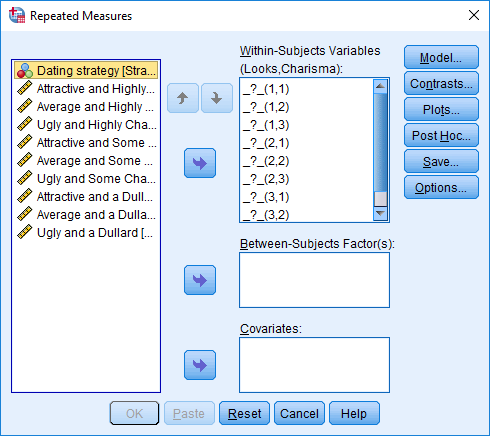 Repeated Measures
Dating strategy [Stra...
Attractive and Highly...
Average and Highly ...
Ugly and Highly Cha...
Attractive and Some ...
Average and Some ...
Ugly and Some Cha...
Attractive and a Dull...
Average and a Dulla...
Ugly and a Dullard [...
Within-Subjects Variables
(Looks,Charisma):
_?_(1,1)
_?_(1,2)
_?_(1,3)
_?_(2,1)
_?_(2,2)
_?_(2,3)
_?_(3,1)
_?_(3,2)
Between-Subjects Factor(s):
Covariates:
Model...
Contrasts...
Plots...
Post Hoc...
Save...
Options...
OK
Paste
Reset
Cancel
Help